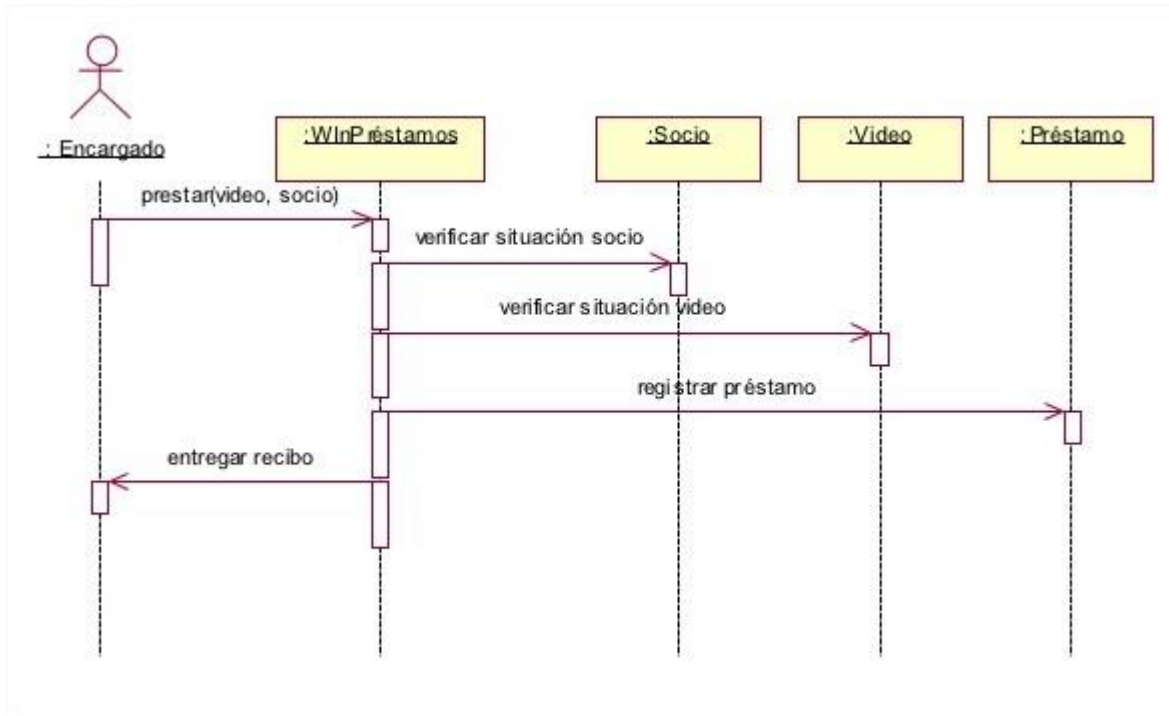 : Encargado
:WInPréstamos
:Socio
:Video
: Préstamo
prestar(video, socio)
verificar situación socio
verificar situación video
registrar préstamo
entregar recibo